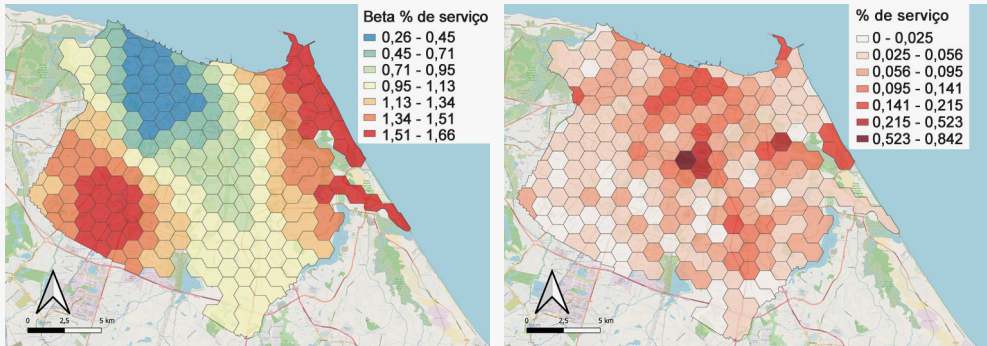 Beta % de serviço
0,26 - 0,45
0,45 - 0,71
0,71 - 0,95
0,95 - 1,13
1,13 - 1,34
1,34 - 1,51
1,51 - 1,66
0 2,5 5 km
% de serviço
0 - 0,025
0,025 - 0,056
0,056 - 0,095
0,095 - 0,141
0,141 - 0,215
0,215 - 0,523
0,523 - 0,842
0 2,5 5 km